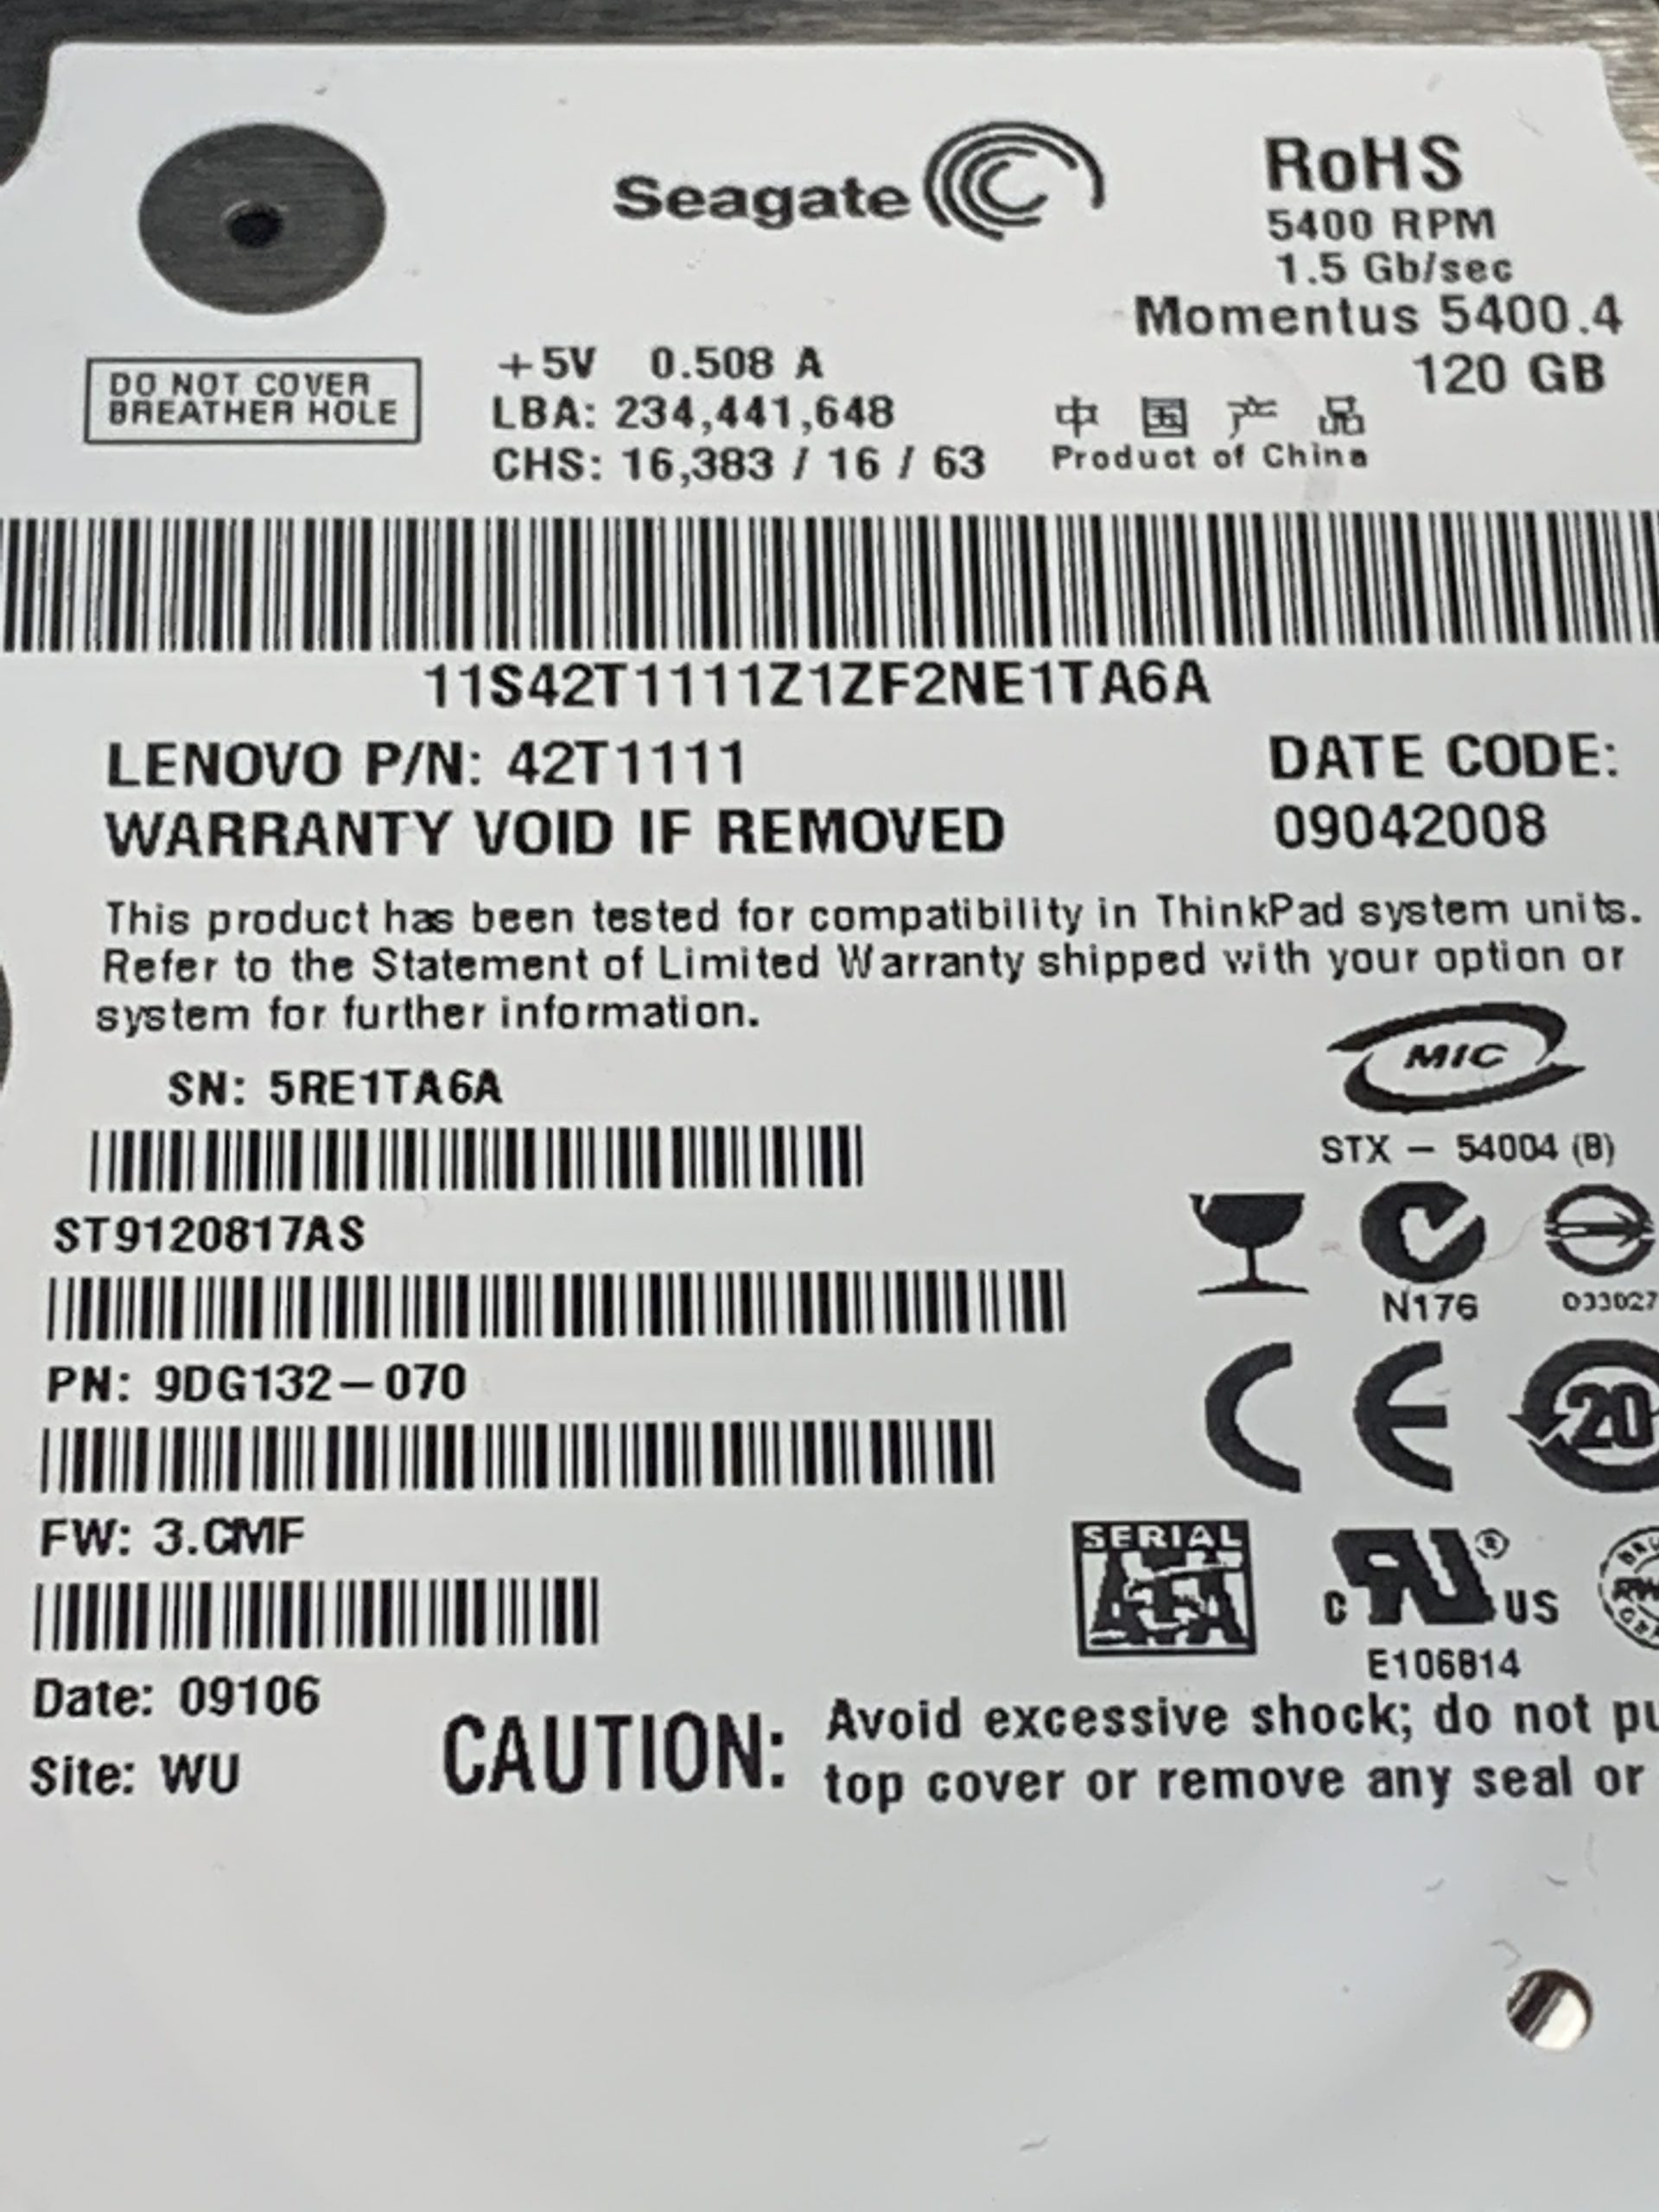 Seagate
RoHS
5400 RPM
1.5 Gb/sec
Momentus 5400.4
120 GB
DO NOT COVER
BREATHER HOLE
+5V 0.508 A
LBA: 234,441,648
CHS: 16,383 / 16 / 63
中 国 产 品
Product of China
11S42T1111Z1ZF2NE1TA6A
LENOVO P/N: 42T1111
WARRANTY VOID IF REMOVED
DATE CODE:
09042008
This product has been tested for compatibility in ThinkPad system units.
Refer to the Statement of Limited Warranty shipped with your option or
system for further information.
MIC
STX – 54004 (B)
SN: 5RE1TA6A
ST9120817AS
N176
033027
PN: 9DG132–070
CE
20
FW: 3.CMF
SERIAL
ATA
C RU® US
E106814
Date: 09106
Site: WU
CAUTION:
Avoid excessive shock; do not pu
top cover or remove any seal or